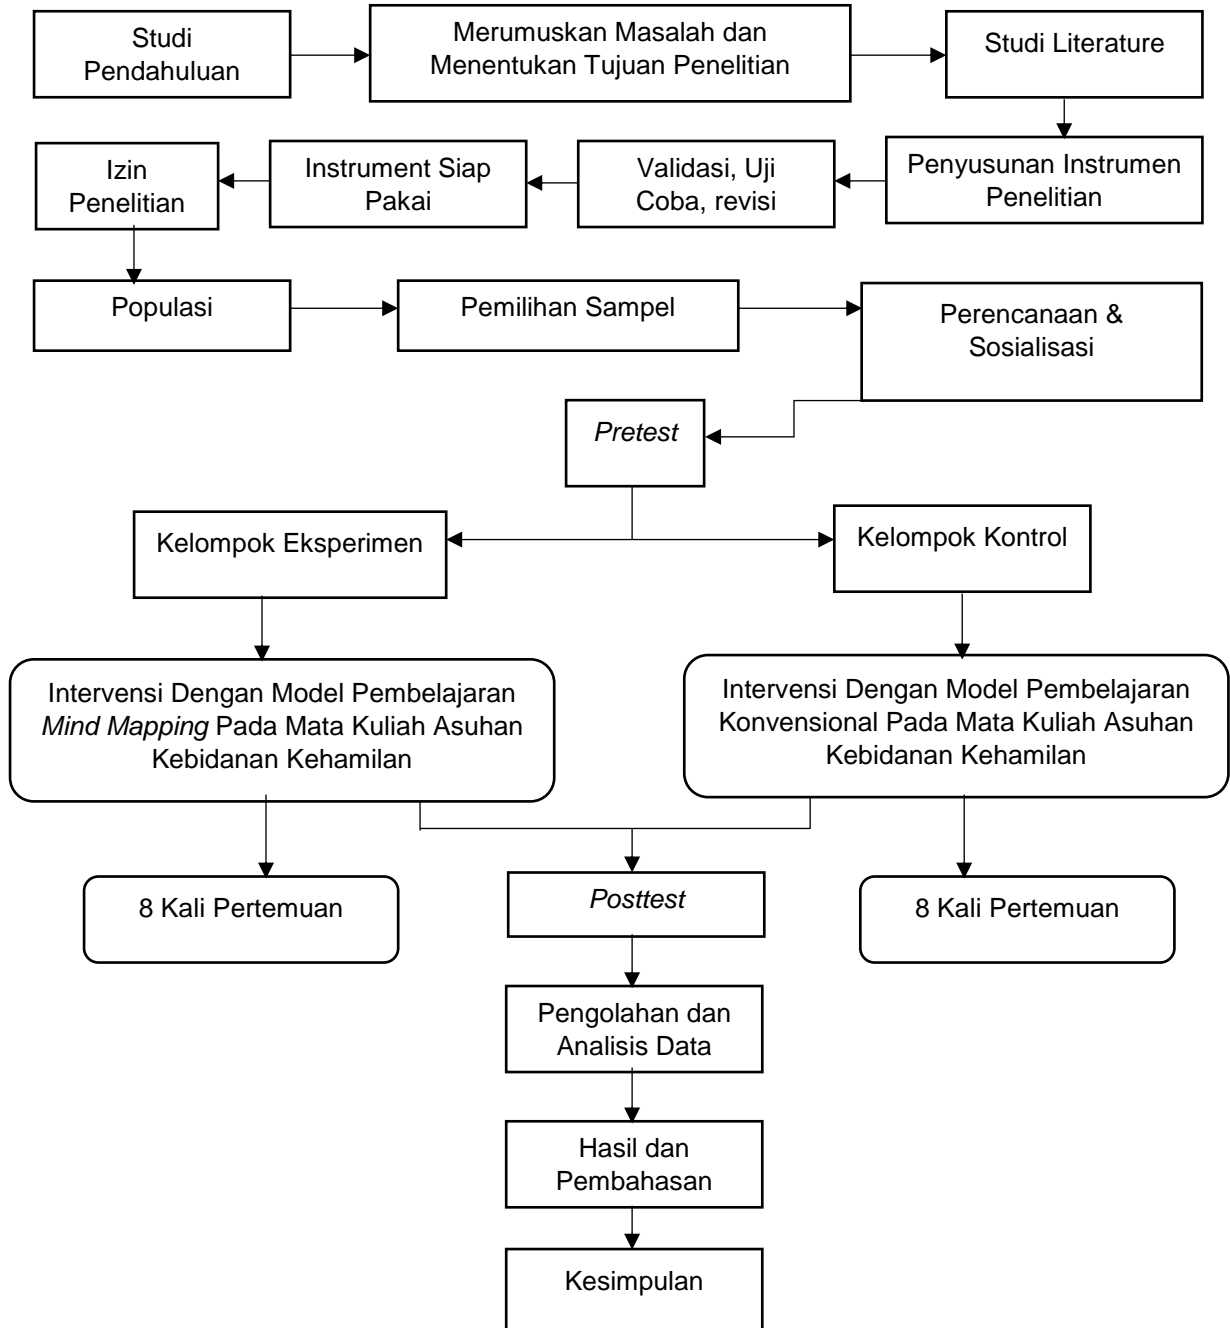 Studi
Pendahuluan
Merumuskan Masalah dan
Menentukan Tujuan Penelitian
Studi Literature
Penyusunan Instrumen
Penelitian
Validasi, Uji
Coba, revisi
Instrument Siap
Pakai
Izin
Penelitian
Populasi
Pemilihan Sampel
Perencanaan &
Sosialisasi
Pretest
Kelompok Eksperimen
Kelompok Kontrol
Intervensi Dengan Model Pembelajaran
Mind Mapping Pada Mata Kuliah Asuhan
Kebidanan Kehamilan
Intervensi Dengan Model Pembelajaran
Konvensional Pada Mata Kuliah Asuhan
Kebidanan Kehamilan
8 Kali Pertemuan
Posttest
8 Kali Pertemuan
Pengolahan dan
Analisis Data
Hasil dan
Pembahasan
Kesimpulan